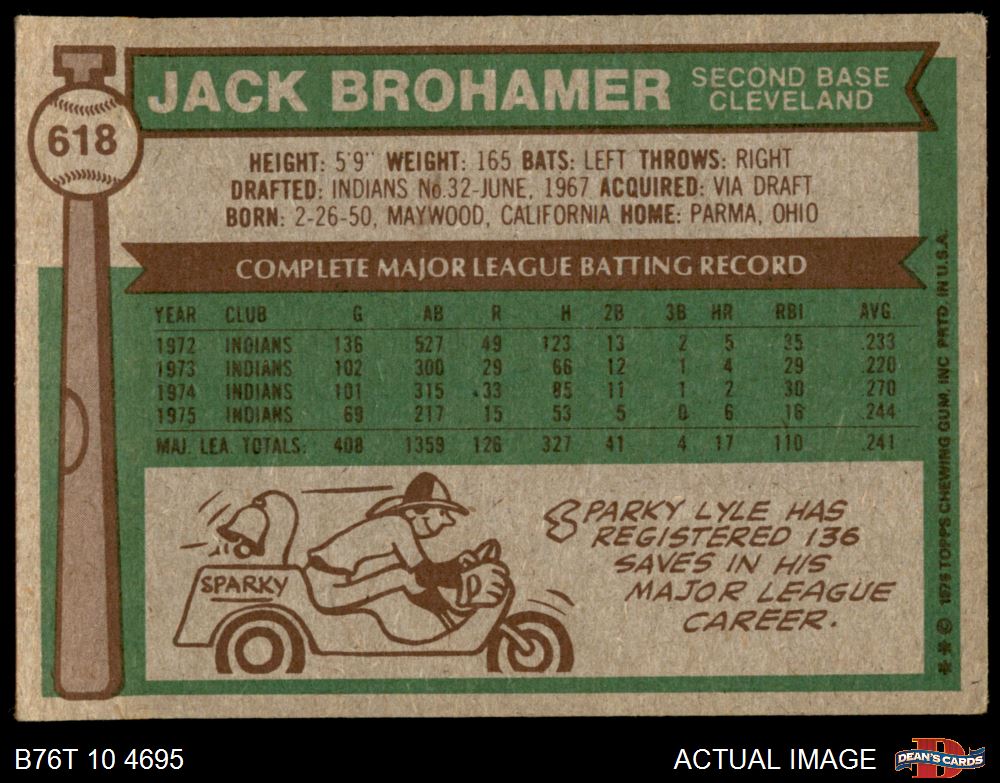 618
JACK BROHAMER
SECOND BASE
CLEVELAND
HEIGHT: 5'9" WEIGHT: 165 BATS: LEFT THROWS: RIGHT
DRAFTED: INDIANS No.32-JUNE, 1967 ACQUIRED: VIA DRAFT
BORN: 2-26-50, MAYWOOD, CALIFORNIA HOME: PARMA, OHIO
COMPLETE MAJOR LEAGUE BATTING RECORD
YEAR CLUB G AB R H 2B 3B HR RBI AVG.
1972 INDIANS 136 527 49 123 13 2 5 35 .233
1973 INDIANS 102 300 29 66 12 1 4 29 .220
1974 INDIANS 101 315 33 85 11 1 2 30 .270
1975 INDIANS 69 217 15 53 5 0 6 16 .244
MAJ. LEA. TOTALS: 408 1359 126 327 41 4 17 110 .241
SPARKY
SPARKY LYLE HAS
REGISTERED 136
SAVES IN HIS
MAJOR LEAGUE
CAREER.
** © 1976 TOPPS CHEWING GUM, INC PRTD. IN U.S.A.
B76T 10 4695
ACTUAL IMAGE
D
DEAN'S CARDS